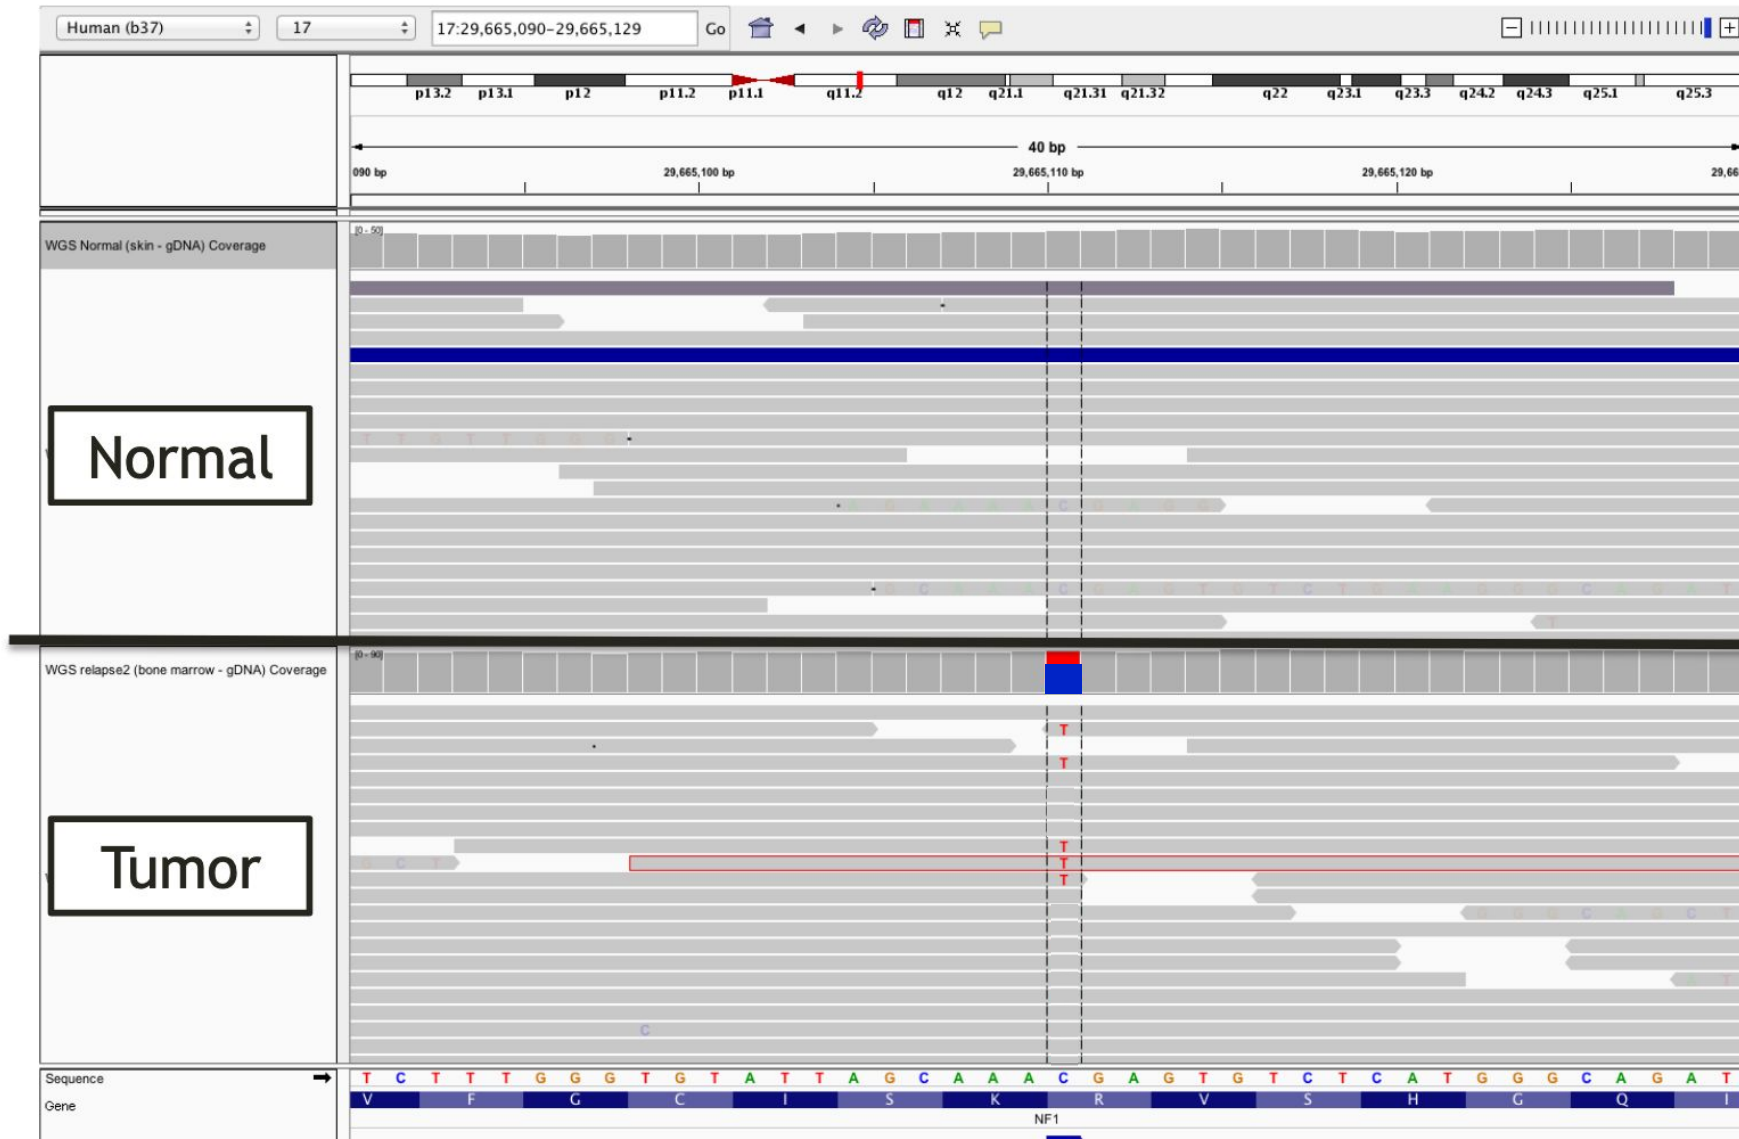 Human (b37) 17 17:29,665,090-29,665,129 Go
p13.2 p13.1 p12 p11.2 p11.1 q11.2 q12 q21.1 q21.31 q21.32 q22 q23.1 q23.3 q24.2 q24.3 q25.1 q25.3
40 bp
090 bp 29,665,100 bp 29,665,110 bp 29,665,120 bp 29,66
[0 - 50]
WGS Normal (skin - gDNA) Coverage
T T G T T G G G
Normal
A G A A A A C G A G G
G C A A A C G A G T G T C T G A A G G G C A G A T
T
[0 - 90]
WGS relapse2 (bone marrow - gDNA) Coverage
T
T
T
Tumor
G C T T
T
G G G C A G C T
A T
C
Sequence T C T T T G G G T G T A T T A G C A A A C G A G T G T C T C A T G G G C A G A T
Gene V F G C I S K R V S H G Q I
NF1